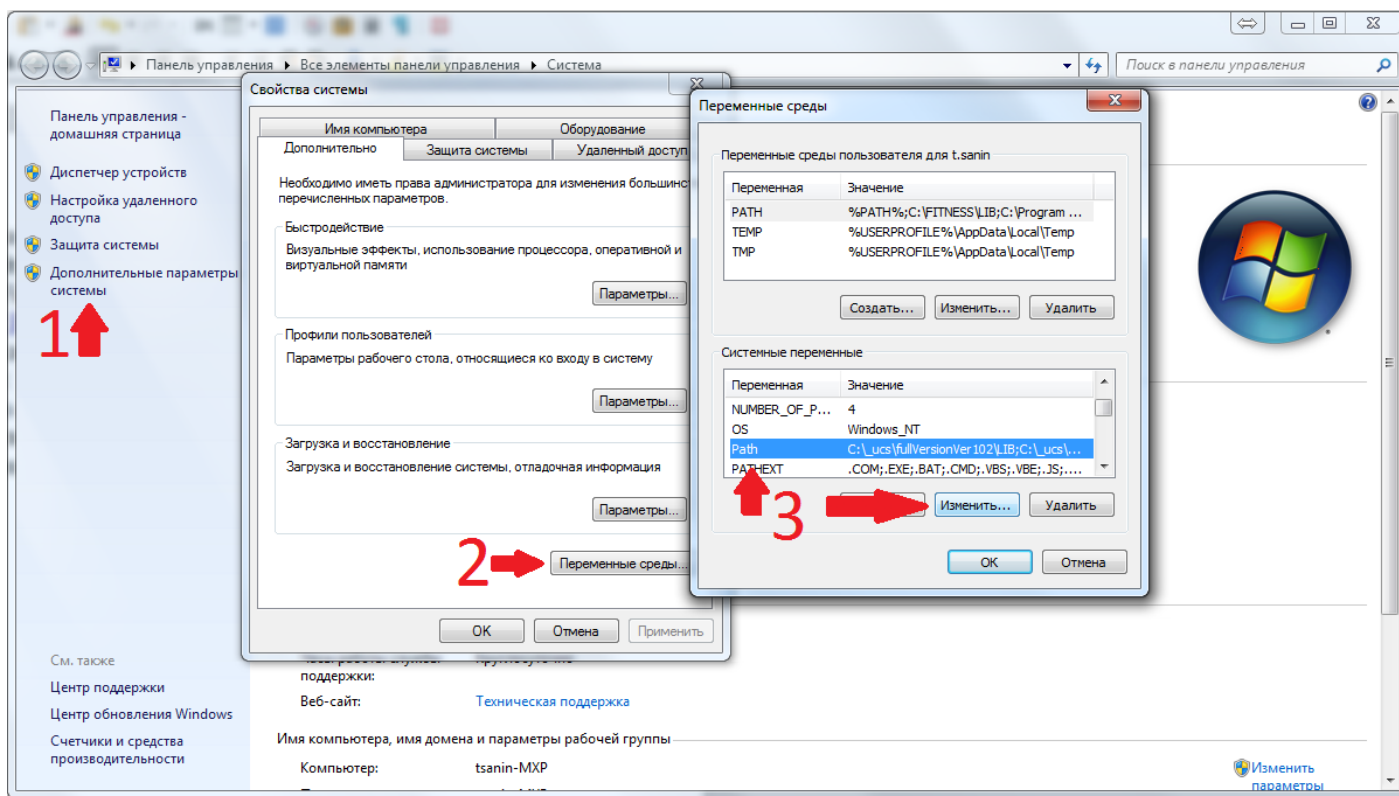 Панель управления ▸ Все элементы панели управления ▸ Система
Поиск в панели управления
Панель управления -
домашняя страница
Диспетчер устройств
Настройка удаленного
доступа
Защита системы
Дополнительные параметры
системы
1
См. также
Центр поддержки
Центр обновления Windows
Счетчики и средства
производительности
Свойства системы
Имя компьютера
Оборудование
Дополнительно
Защита системы
Удаленный доступ
Необходимо иметь права администратора для изменения большинс
перечисленных параметров.
Быстродействие
Визуальные эффекты, использование процессора, оперативной и
виртуальной памяти
Параметры...
Профили пользователей
Параметры рабочего стола, относящиеся ко входу в систему
Параметры...
Загрузка и восстановление
Загрузка и восстановление системы, отладочная информация
Параметры...
2
Переменные среды...
ОК
Отмена
Применить
Переменные среды
Переменные среды пользователя для t.sanin
Переменная Значение
PATH %PATH%;C:\FITNESS\LIB;C:\Program ...
TEMP %USERPROFILE%\AppData\Local\Temp
TMP %USERPROFILE%\AppData\Local\Temp
Создать...
Изменить...
Удалить
Системные переменные
Переменная Значение
NUMBER_OF_P... 4
OS Windows_NT
Path C:\_ucs\fullVersionVer102\LIB;C:\_ucs\...
PATHEXT .COM;.EXE;.BAT;.CMD;.VBS;.VBE;.JS;....
3
Изменить...
Удалить
ОК
Отмена
поддержки:
Веб-сайт: Техническая поддержка
Имя компьютера, имя домена и параметры рабочей группы
Компьютер: tsanin-MXP
Изменить
параметры